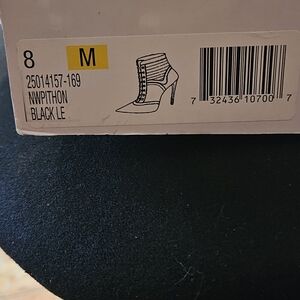 8 M
25014157-169
NWPITHON
BLACK LE
7 32436 10700 7